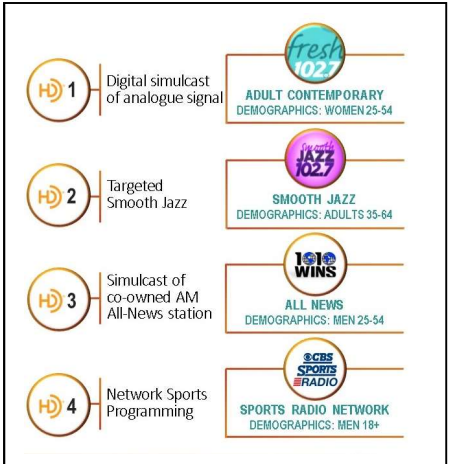 fresh
102.7
HD 1
Digital simulcast
of analogue signal
ADULT CONTEMPORARY
DEMOGRAPHICS: WOMEN 25-54
Smooth
JAZZ
102.7
HD 2
Targeted
Smooth Jazz
SMOOTH JAZZ
DEMOGRAPHICS: ADULTS 35-64
1010
WINS
HD 3
Simulcast of
co-owned AM
All-News station
ALL NEWS
DEMOGRAPHICS: MEN 25-54
CBS
SPORTS
RADIO
HD 4
Network Sports
Programming
SPORTS RADIO NETWORK
DEMOGRAPHICS: MEN 18+